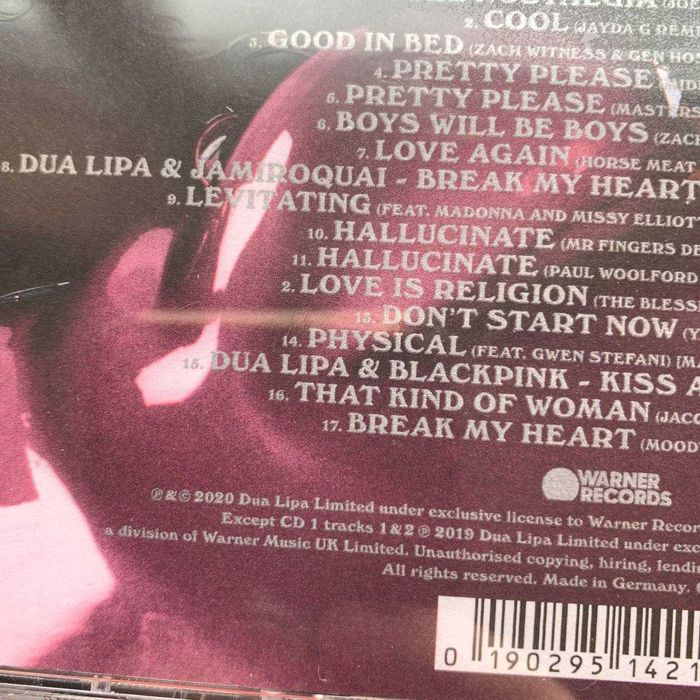 2. COOL (JAYDA G REMI
3. GOOD IN BED (ZACH WITNESS & GEN HOS
4. PRETTY PLEASE
5. PRETTY PLEASE (MASTERS
6. BOYS WILL BE BOYS (ZAC
7. LOVE AGAIN (HORSE MEAT
8. DUA LIPA & JAMIROQUAI - BREAK MY HEART
9. LEVITATING (FEAT. MADONNA AND MISSY ELLIOT
10. HALLUCINATE (MR FINGERS DE
11. HALLUCINATE (PAUL WOOLFORD
2. LOVE IS RELIGION (THE BLESS
13. DON'T START NOW (Y
14. PHYSICAL (FEAT. GWEN STEFANI) [MA
15. DUA LIPA & BLACKPINK - KISS A
16. THAT KIND OF WOMAN (JACQ
17. BREAK MY HEART (MOOD
WARNER
RECORDS
℗ & © 2020 Dua Lipa Limited under exclusive license to Warner Reco
Except CD 1 tracks 1 & 2 ℗ 2019 Dua Lipa Limited under exc
a division of Warner Music UK Limited. Unauthorised copying, hiring, lendin
All rights reserved. Made in Germany.
0 190295 1421